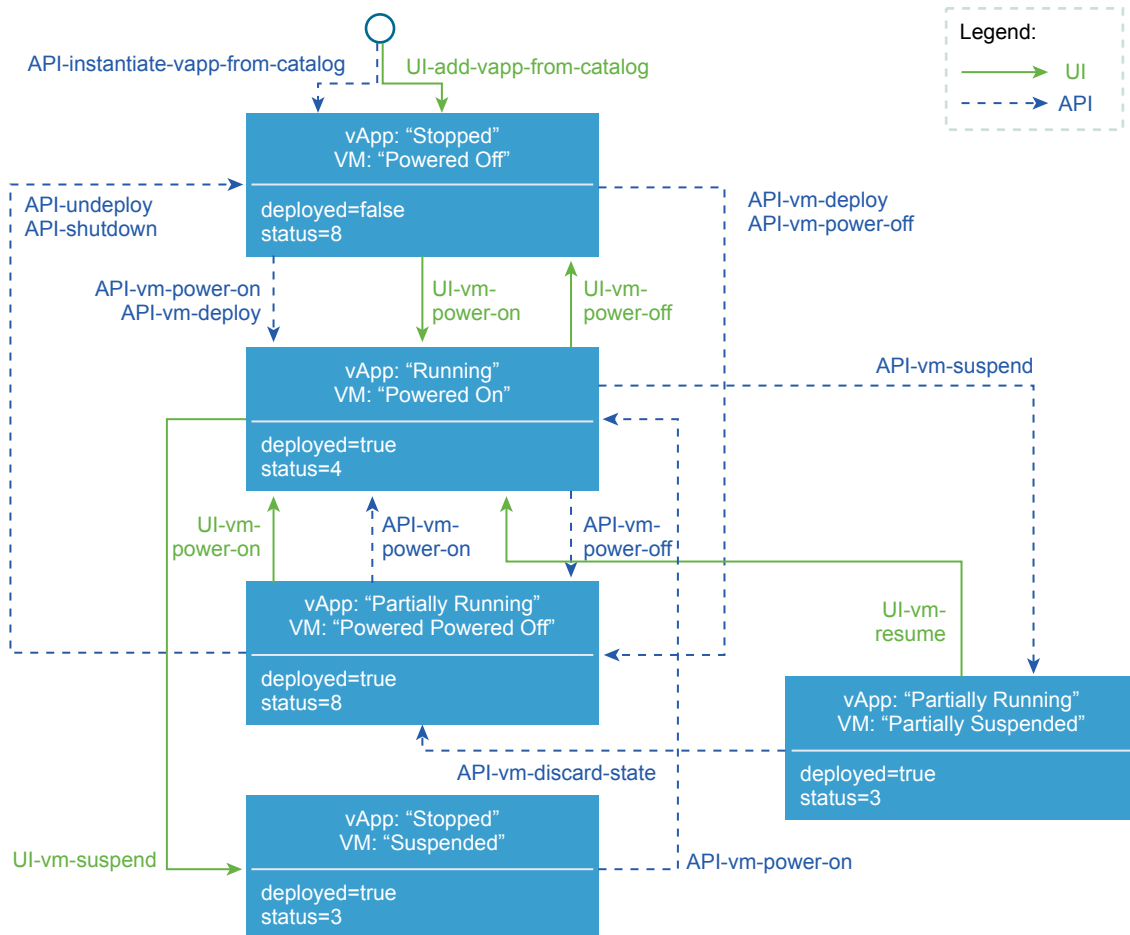 Legend:
UI
API
API-instantiate-vapp-from-catalog
UI-add-vapp-from-catalog
vApp: “Stopped”
VM: “Powered Off”
deployed=false
status=8
API-undeploy
API-shutdown
API-vm-deploy
API-vm-power-off
API-vm-power-on
API-vm-deploy
UI-vm-
power-on
UI-vm-
power-off
vApp: “Running”
VM: “Powered On”
deployed=true
status=4
API-vm-suspend
UI-vm-
power-on
API-vm-
power-on
API-vm-
power-off
vApp: “Partially Running”
VM: “Powered Powered Off”
deployed=true
status=8
UI-vm-
resume
vApp: “Partially Running”
VM: “Partially Suspended”
deployed=true
status=3
API-vm-discard-state
vApp: “Stopped”
VM: “Suspended”
deployed=true
status=3
UI-vm-suspend
API-vm-power-on